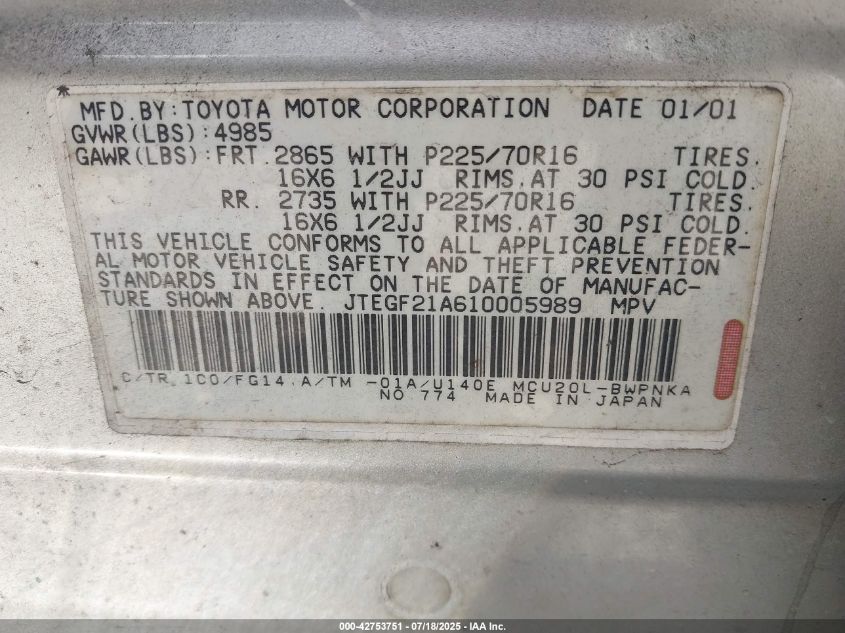 MFD.BY:TOYOTA MOTOR CORPORATION DATE 01/01
GVWR(LBS):4985
GAWR(LBS):FRT.2865 WITH P225/70R16 TIRES.
16X6 1/2JJ RIMS.AT 30 PSI COLD.
RR. 2735 WITH P225/70R16 TIRES.
16X6 1/2JJ RIMS.AT 30 PSI COLD.
THIS VEHICLE CONFORMS TO ALL APPLICABLE FEDER-
AL MOTOR VEHICLE SAFETY AND THEFT PREVENTION
STANDARDS IN EFFECT ON THE DATE OF MANUFAC-
TURE SHOWN ABOVE. JTEGF21A610005989 MPV
C/TR 1C0/FG14.A/TM -01A/U140E MCU20L-BWPNKA
NO 774 MADE IN JAPAN
000-42753751 - 07/18/2025 - IAA Inc.